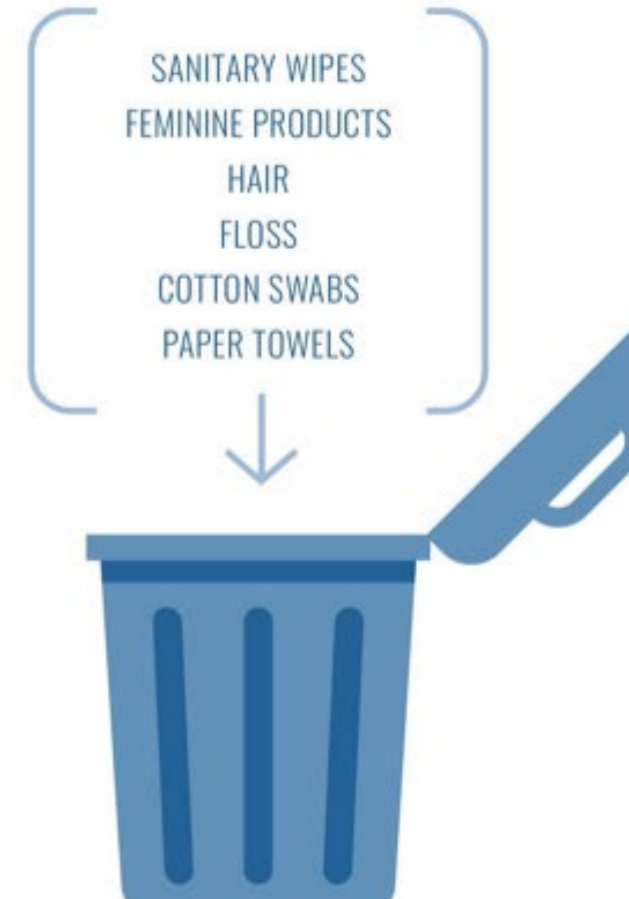 SANITARY WIPES
FEMININE PRODUCTS
HAIR
FLOSS
COTTON SWABS
PAPER TOWELS